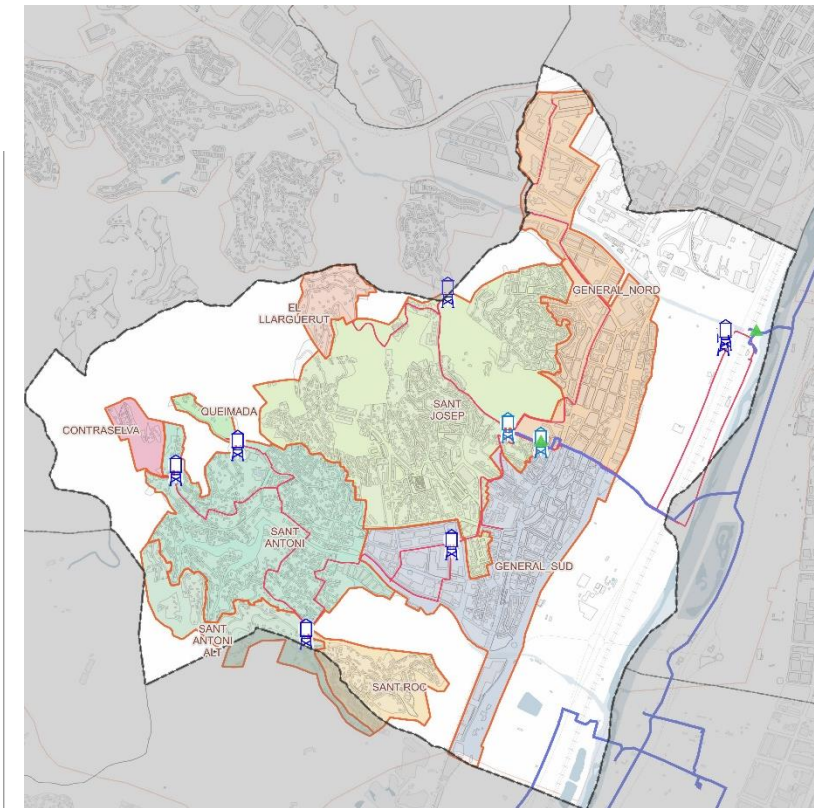 GENERAL_NORD
EL
LLARGUERUT
SANT
JOSEP
QUEIMADA
CONTRASELVA
SANT
ANTONI
GENERAL_SUD
SANT
ANTONI
ALT
SANT ROC